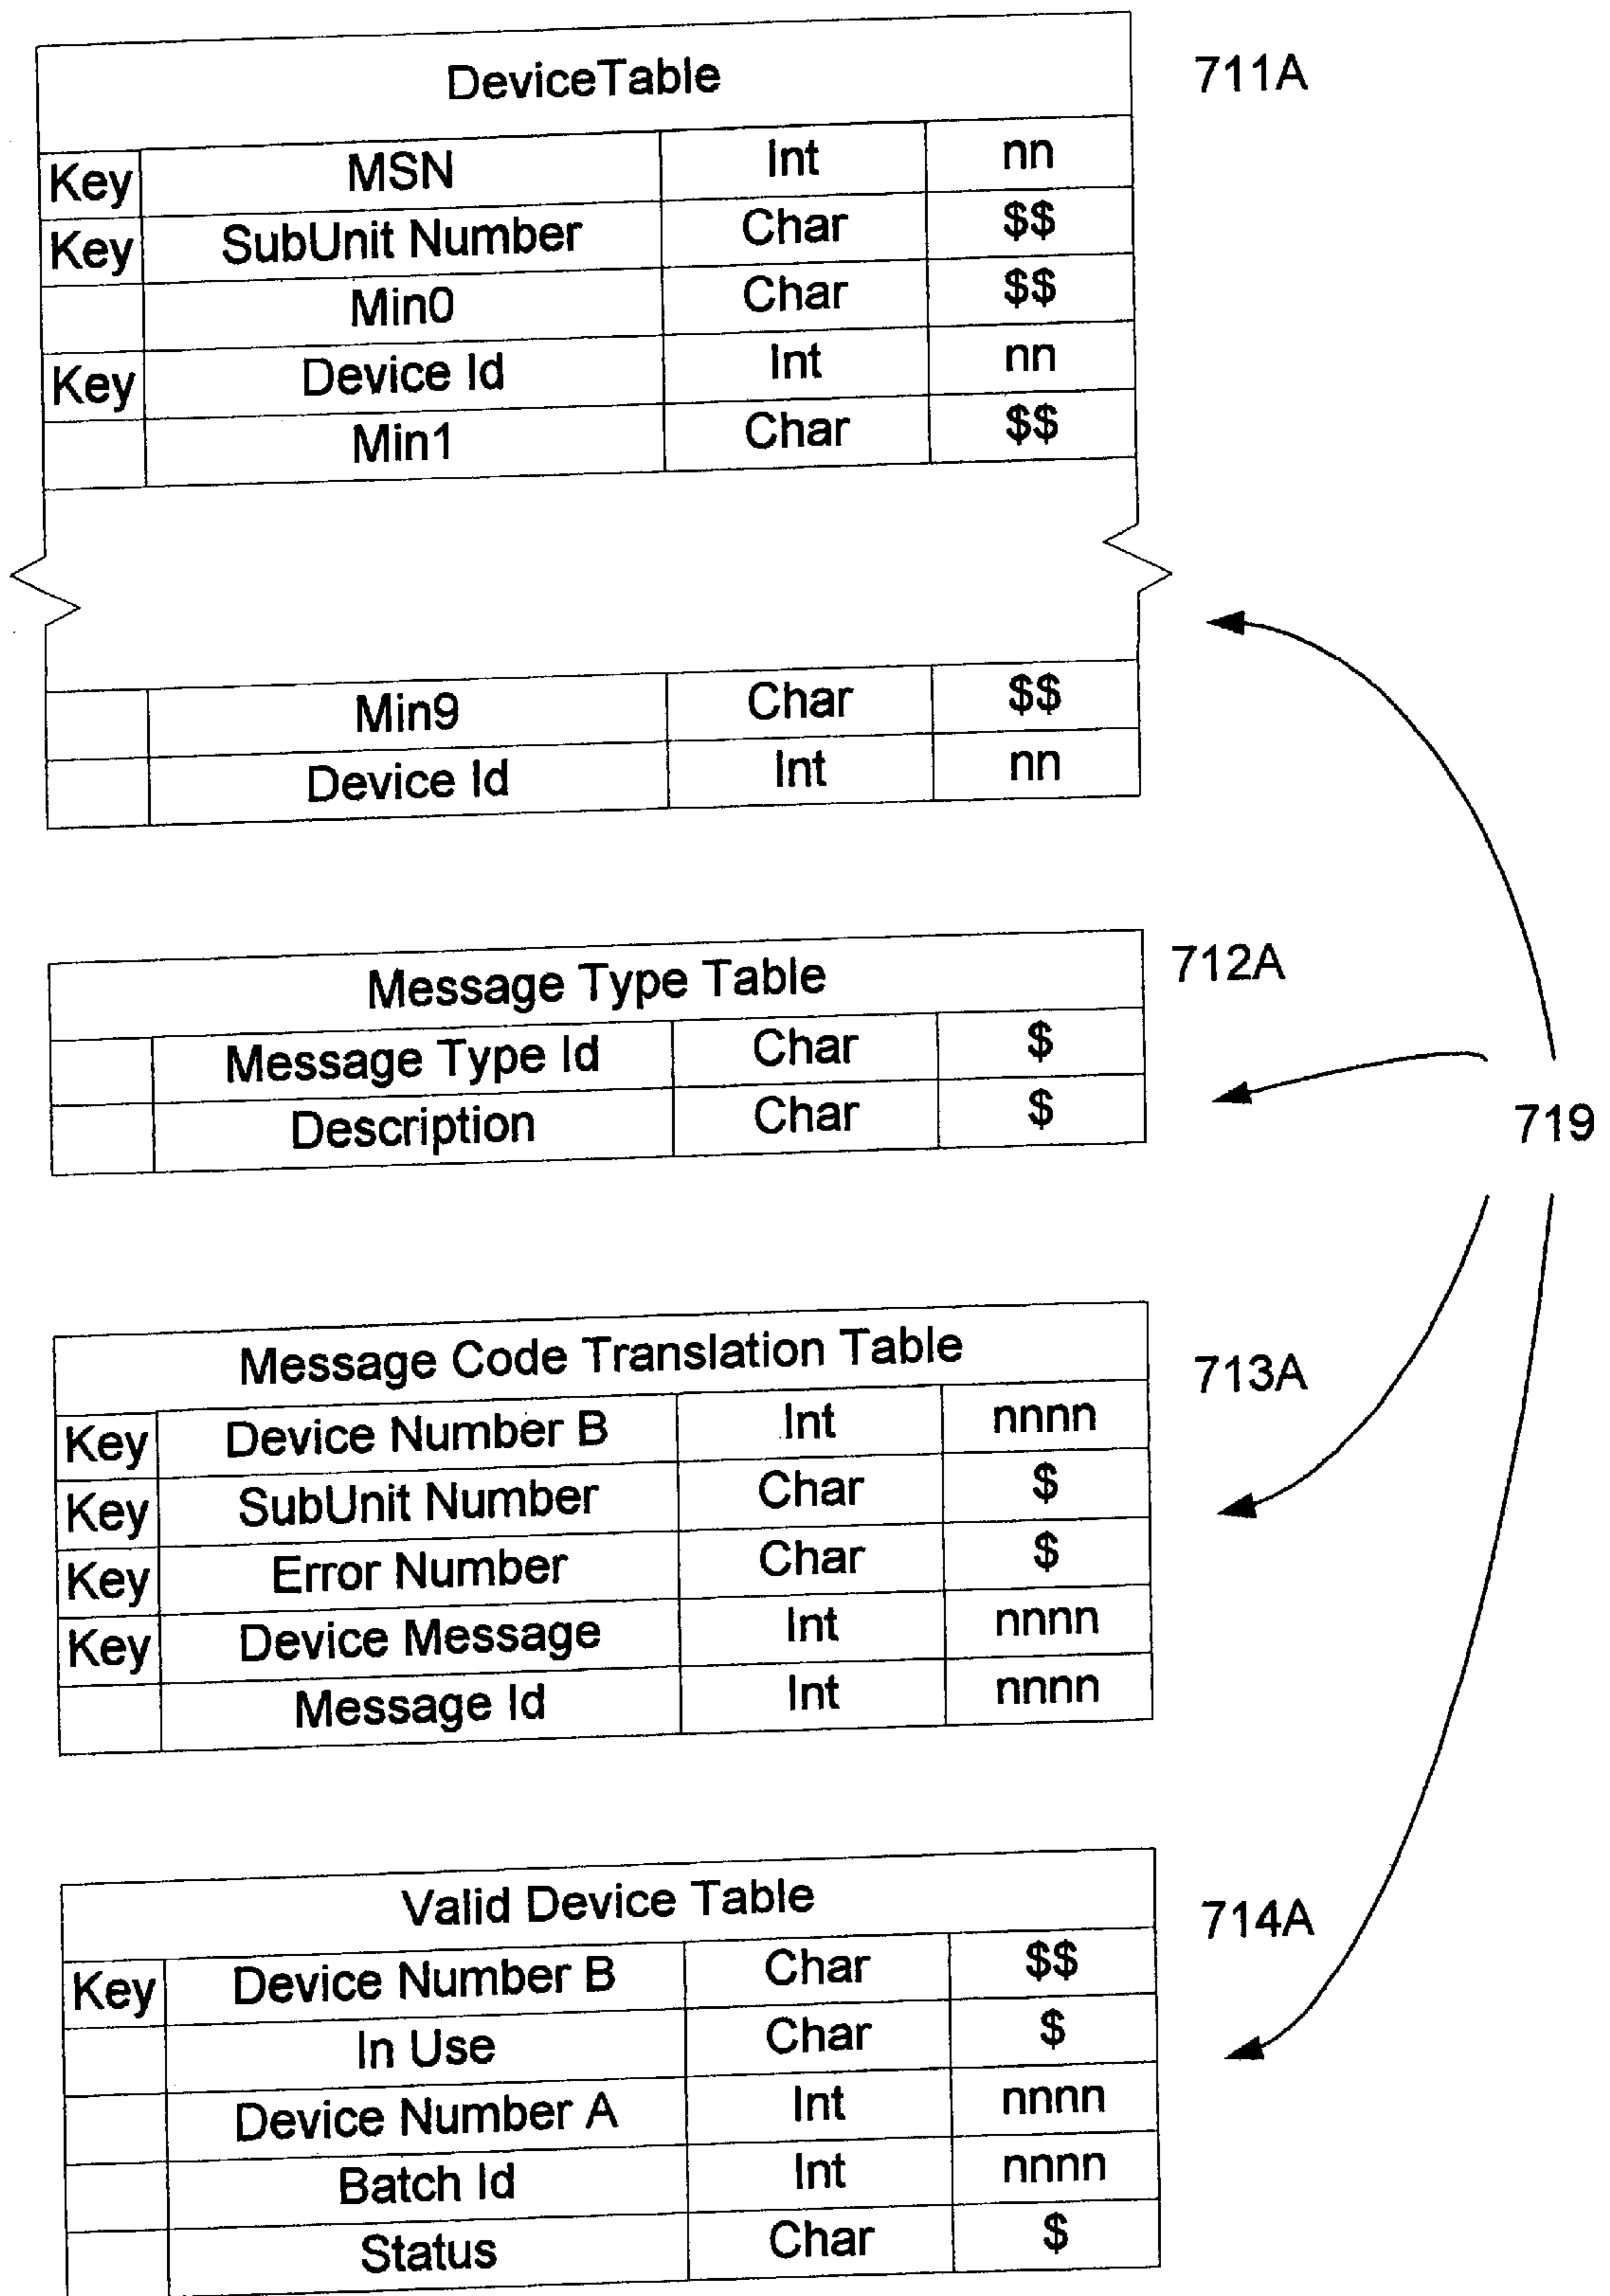 DeviceTable 711A
Key MSN Int nn
Key SubUnit Number Char $$
Min0 Char $$
Key Device Id Int nn
Min1 Char $$
Min9 Char $$
Device Id Int nn
Message Type Table 712A
Message Type Id Char $
Description Char $
719
Message Code Translation Table 713A
Key Device Number B Int nnnn
Key SubUnit Number Char $
Key Error Number Char $
Key Device Message Int nnnn
Message Id Int nnnn
Valid Device Table 714A
Key Device Number B Char $$
In Use Char $
Device Number A Int nnnn
Batch Id Int nnnn
Status Char $